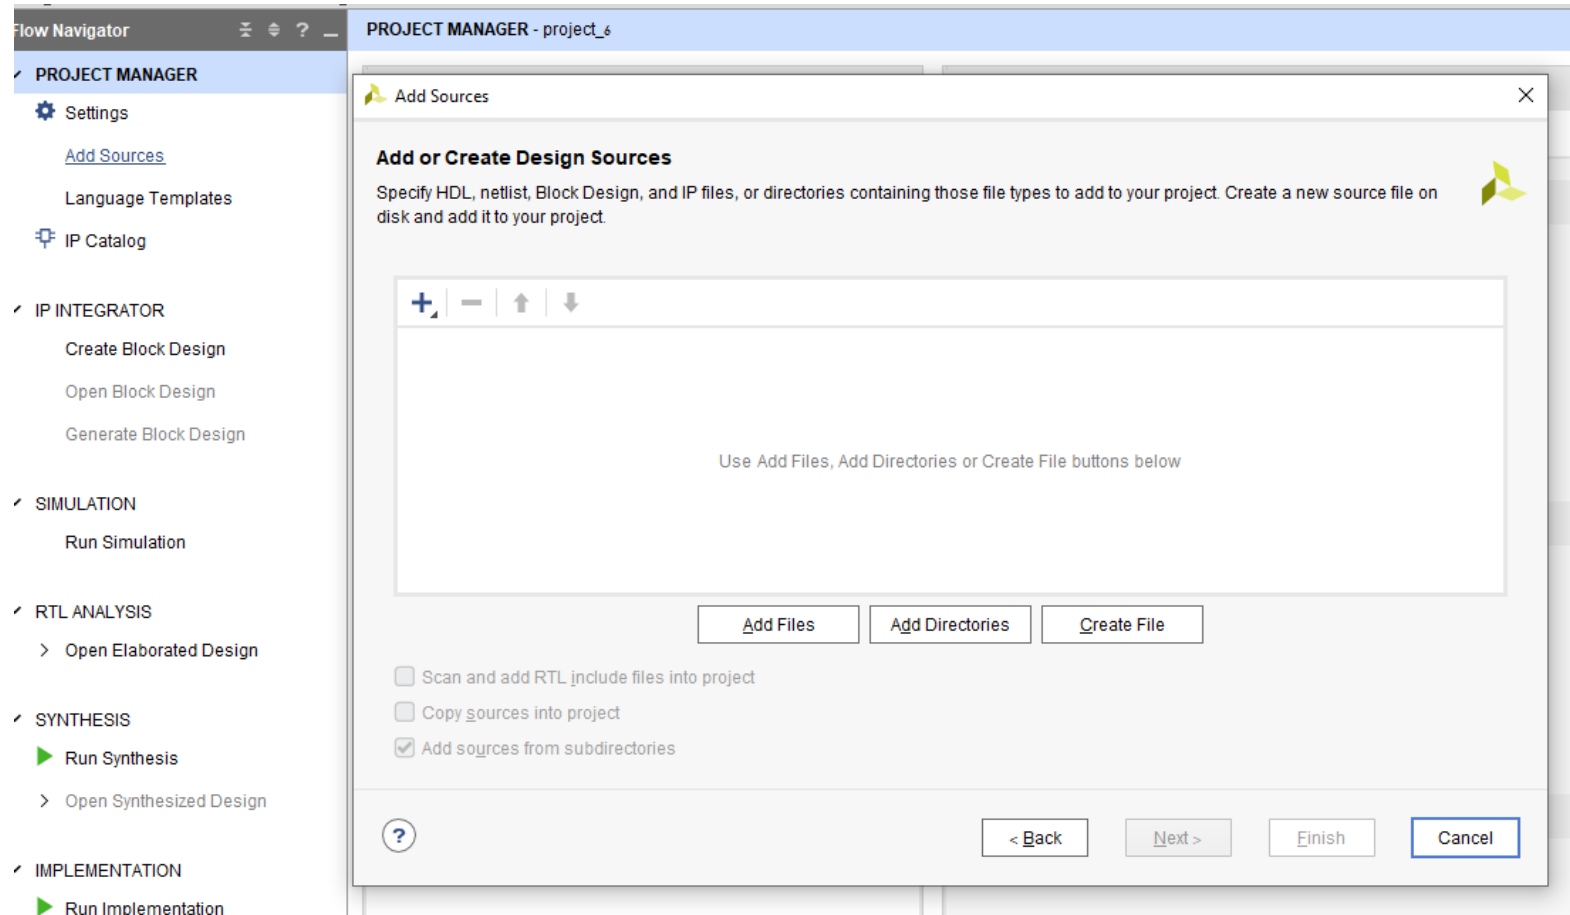 Flow Navigator
?
PROJECT MANAGER - project_6
PROJECT MANAGER
Settings
Add Sources
Language Templates
IP Catalog
IP INTEGRATOR
Create Block Design
Open Block Design
Generate Block Design
SIMULATION
Run Simulation
RTL ANALYSIS
Open Elaborated Design
SYNTHESIS
Run Synthesis
Open Synthesized Design
IMPLEMENTATION
Run Implementation
Add Sources
Add or Create Design Sources
Specify HDL, netlist, Block Design, and IP files, or directories containing those file types to add to your project. Create a new source file on
disk and add it to your project.
Use Add Files, Add Directories or Create File buttons below
Add Files
Add Directories
Create File
Scan and add RTL include files into project
Copy sources into project
Add sources from subdirectories
?
< Back
Next >
Finish
Cancel